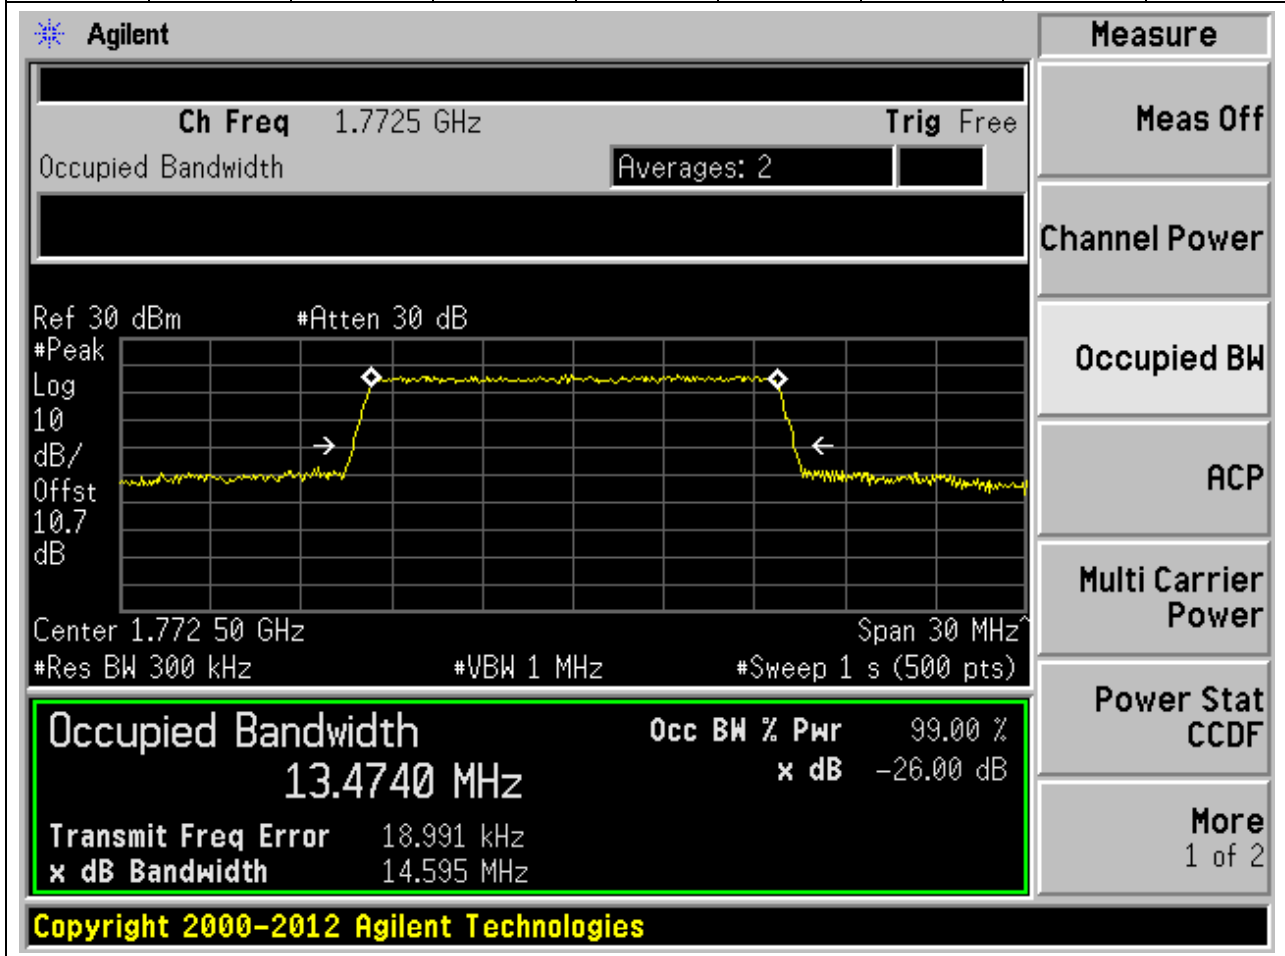 Agilent
Measure
Ch Freq 1.7725 GHz Trig Free
Meas Off
Occupied Bandwidth Averages: 2
Channel Power
Ref 30 dBm #Atten 30 dB
#Peak
Log
10
dB/
Offst
10.7
dB
Occupied BW
ACP
Center 1.772 50 GHz Span 30 MHz^
#Res BW 300 kHz #VBW 1 MHz #Sweep 1 s (500 pts)
Multi Carrier
Power
Occupied Bandwidth Occ BW % Pwr 99.00 %
13.4740 MHz x dB -26.00 dB
Transmit Freq Error 18.991 kHz
x dB Bandwidth 14.595 MHz
Power Stat
CCDF
More
1 of 2
Copyright 2000-2012 Agilent Technologies